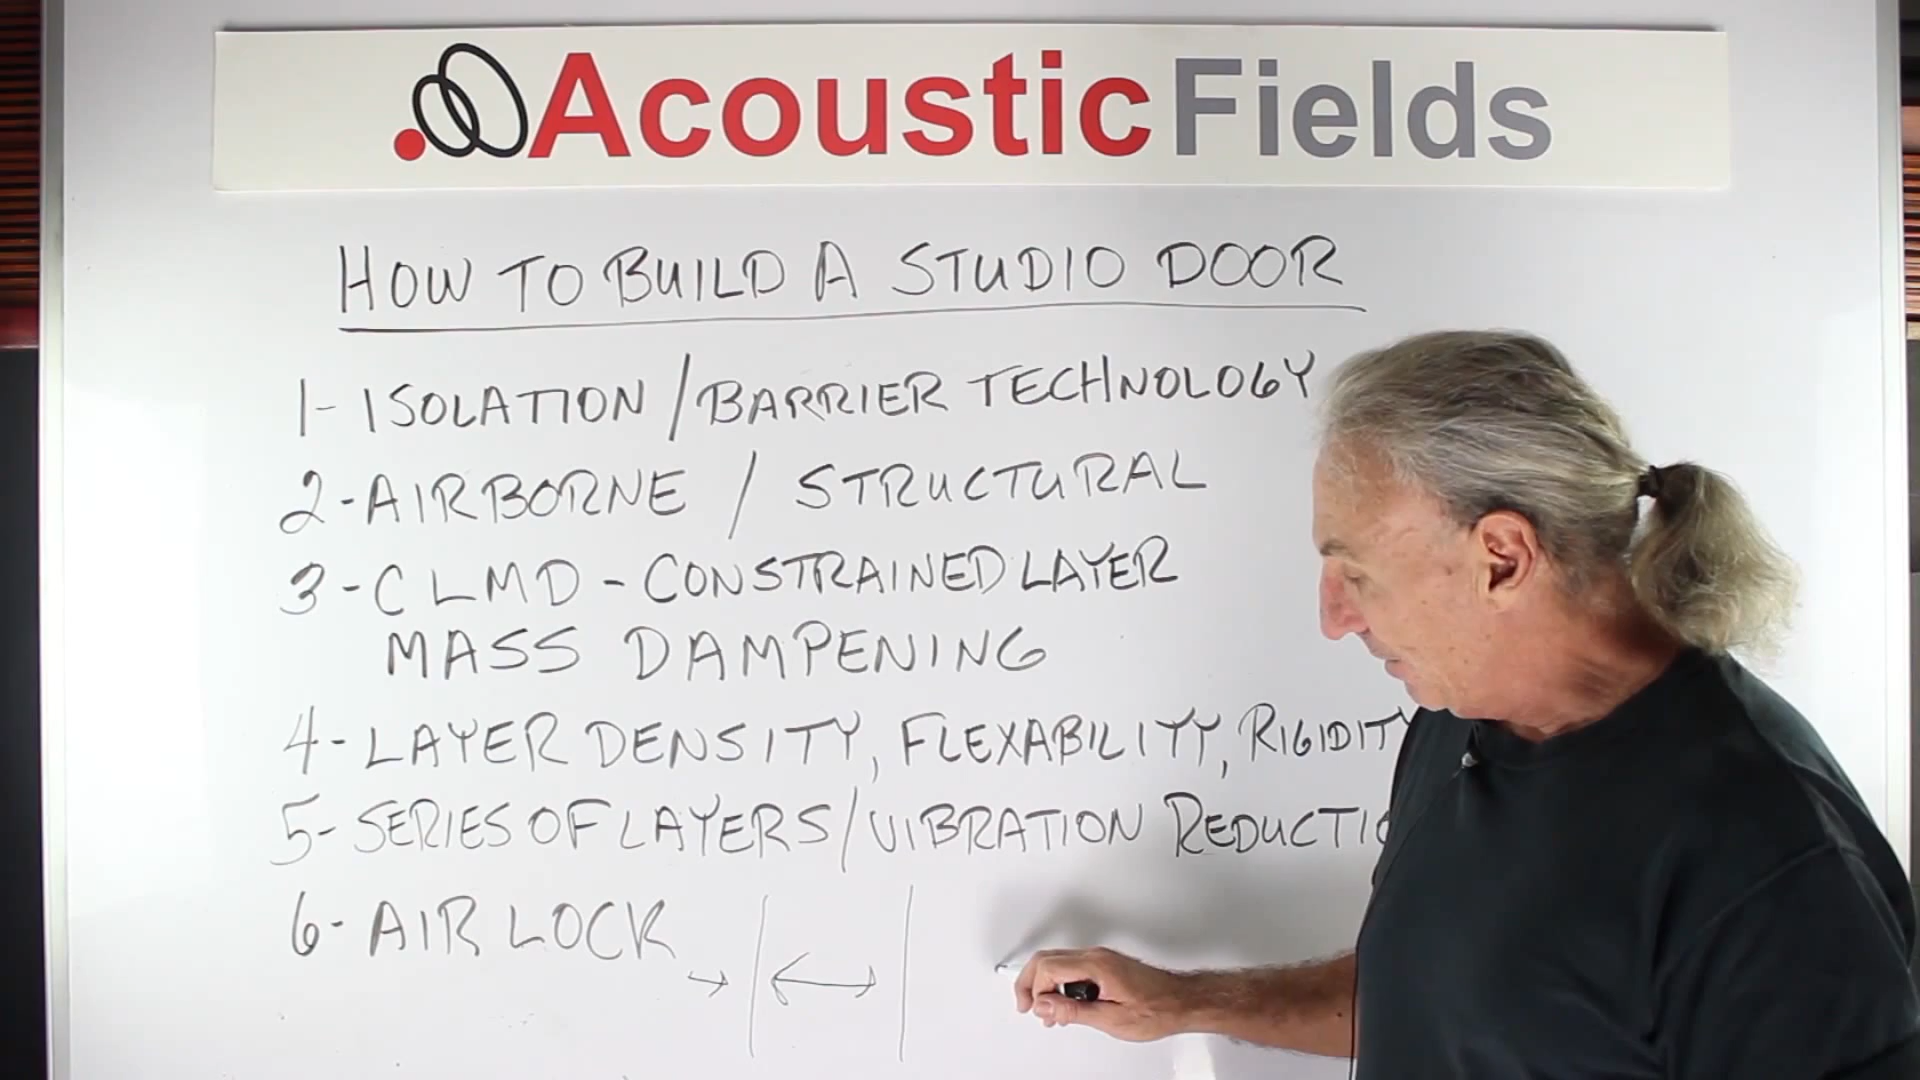 AcousticFields
HOW TO BUILD A STUDIO DOOR
1- ISOLATION / BARRIER TECHNOLOGY
2- AIRBORNE / STRUCTURAL
3- CLMD - CONSTRAINED LAYER
MASS DAMPENING
4- LAYER DENSITY, FLEXABILITY, RIGIDITY
5- SERIES OF LAYERS / VIBRATION REDUCTIO
6- AIR LOCK